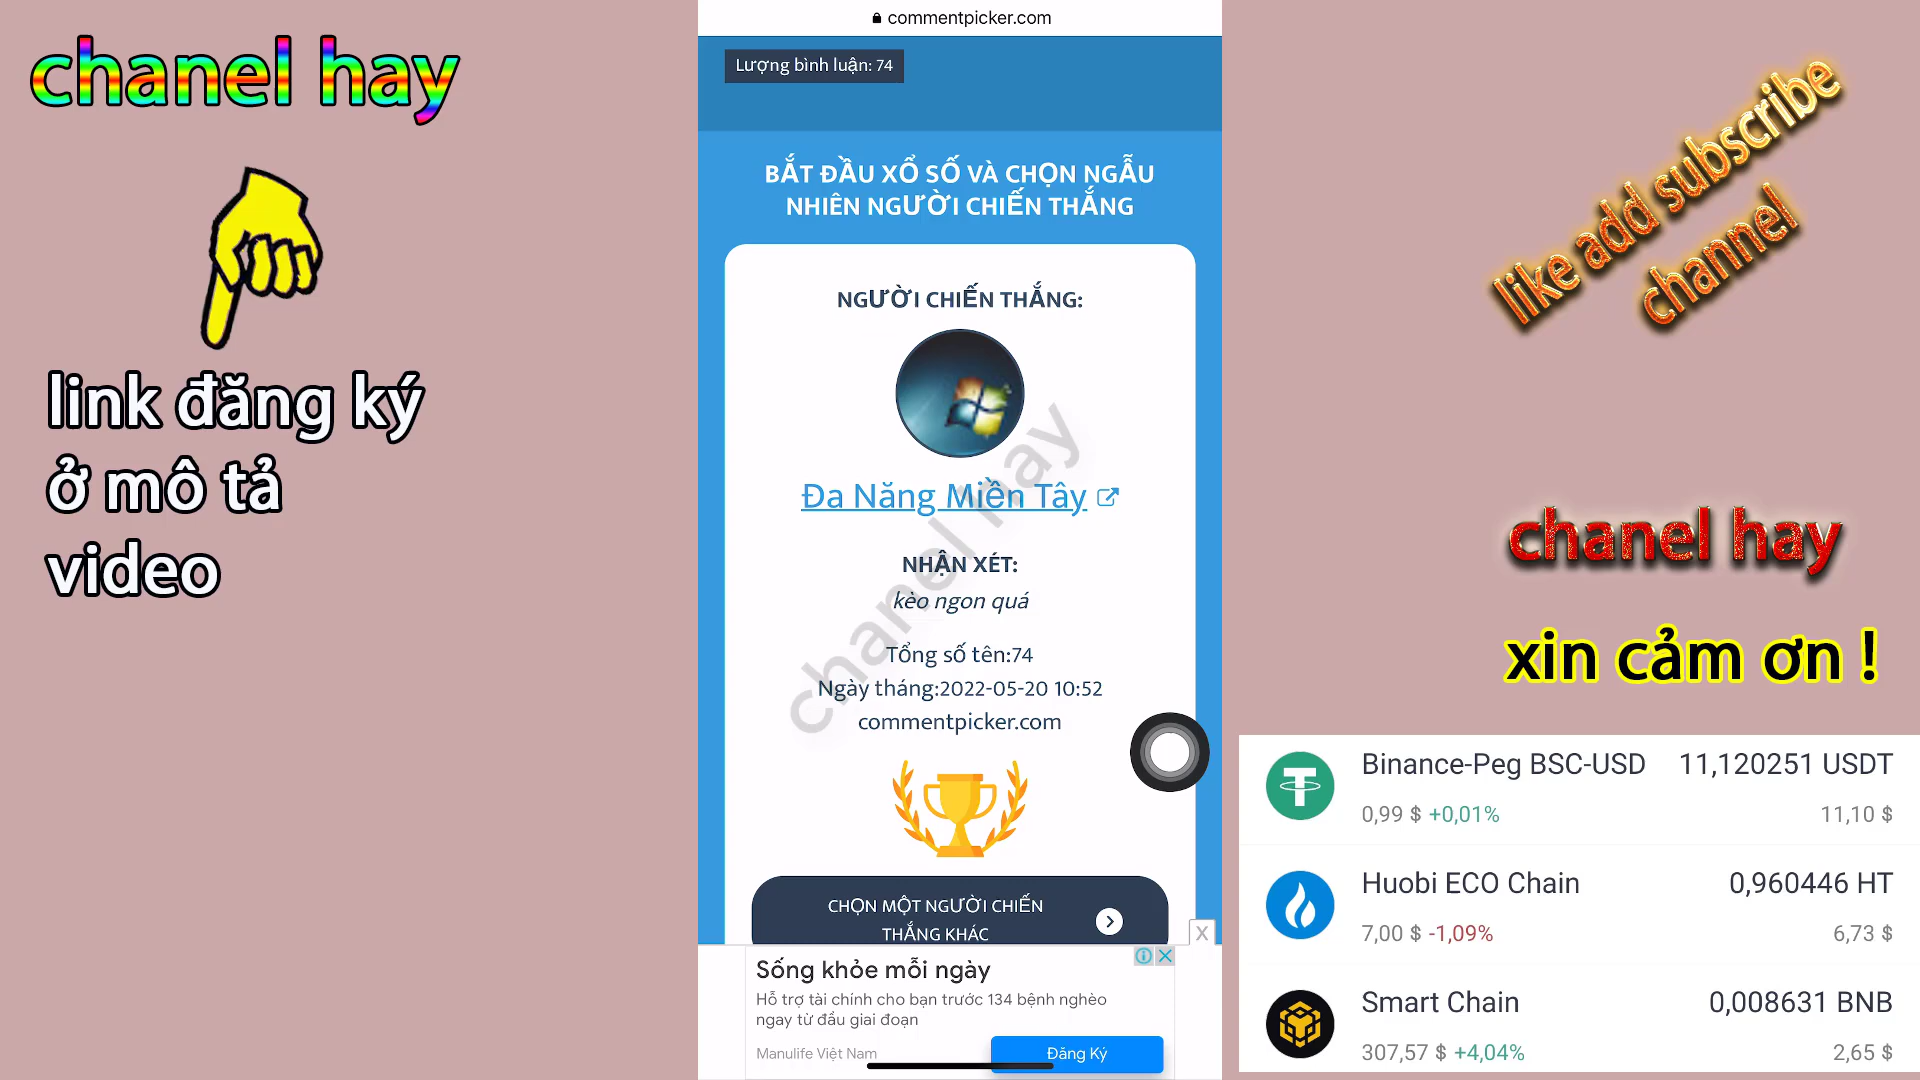 chanel hay
link đăng ký
ở mô tả
video
commentpicker.com
Lượng bình luận: 74
BẮT ĐẦU XỔ SỐ VÀ CHỌN NGẪU
NHIÊN NGƯỜI CHIẾN THẮNG
NGƯỜI CHIẾN THẮNG:
Đa Năng Miền Tây
NHẬN XÉT:
kèo ngon quá
Tổng số tên:74
Ngày tháng:2022-05-20 10:52
commentpicker.com
chanel hay
CHỌN MỘT NGƯỜI CHIẾN
THẮNG KHÁC
X
Sống khỏe mỗi ngày
Hỗ trợ tài chính cho bạn trước 134 bệnh nghèo
ngay từ đầu giai đoạn
Manulife Việt Nam
Đăng Ký
like add subscribe
channel
chanel hay
xin cảm ơn !
Binance-Peg BSC-USD 11,120251 USDT
0,99 $ +0,01% 11,10 $
Huobi ECO Chain 0,960446 HT
7,00 $ -1,09% 6,73 $
Smart Chain 0,008631 BNB
307,57 $ +4,04% 2,65 $